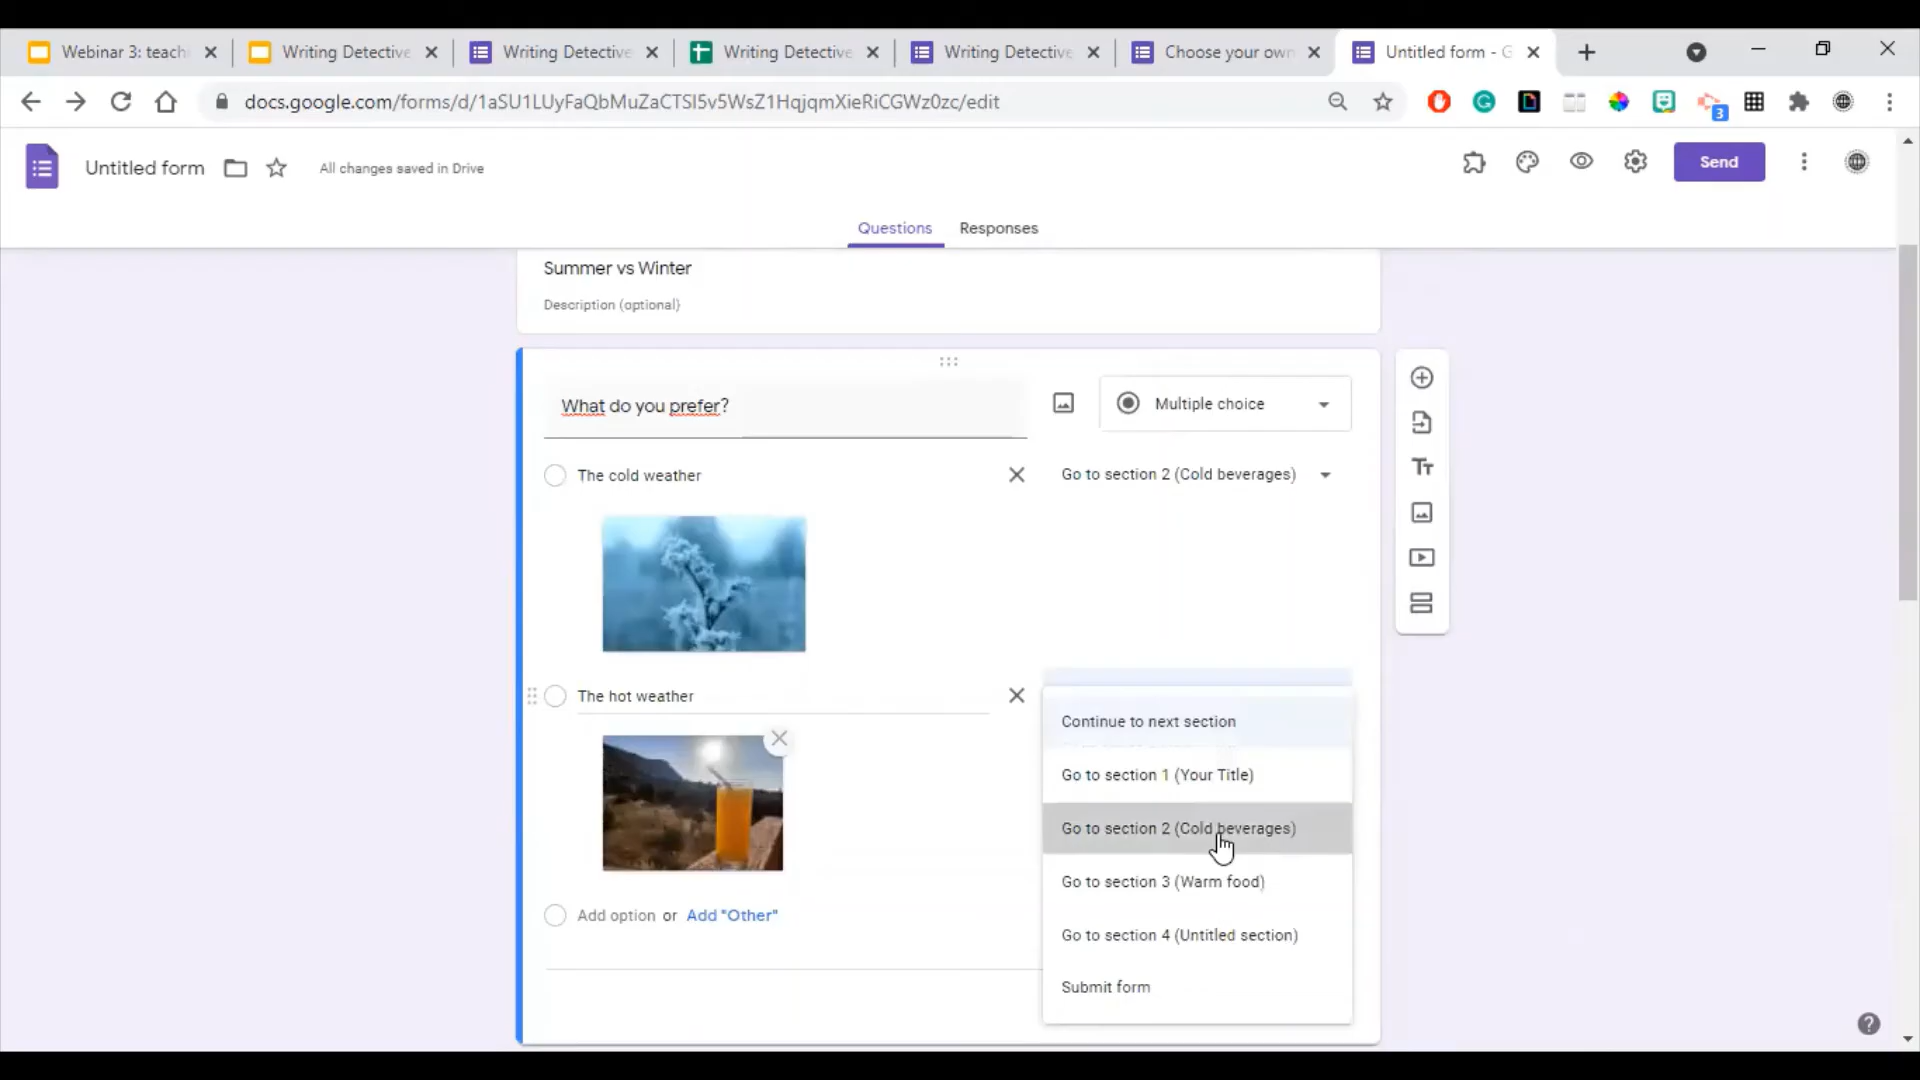 Webinar 3: teach
Writing Detective
Writing Detective
Writing Detective
Writing Detective
Choose your own
Untitled form - G
docs.google.com/forms/d/1aSU1LUyFaQbMuZaCTSI5v5WsZ1HqjqmXieRiCGWz0zc/edit
3
Untitled form
All changes saved in Drive
Send
Questions
Responses
Summer vs Winter
Description (optional)
What do you prefer?
Multiple choice
The cold weather
Go to section 2 (Cold beverages)
The hot weather
Continue to next section
Go to section 1 (Your Title)
Go to section 2 (Cold beverages)
Go to section 3 (Warm food)
Add option or Add "Other"
Go to section 4 (Untitled section)
Submit form